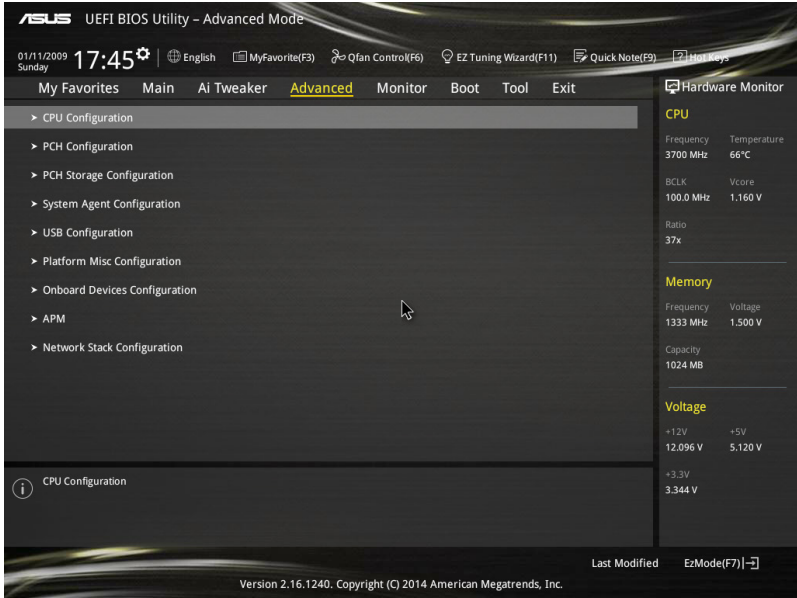 ASUS UEFI BIOS Utility – Advanced Mode
01/11/2009
Sunday
17:45
English
MyFavorite(F3)
Qfan Control(F6)
EZ Tuning Wizard(F11)
Quick Note(F9)
? Hot Keys
My Favorites Main Ai Tweaker Advanced Monitor Boot Tool Exit
> CPU Configuration
> PCH Configuration
> PCH Storage Configuration
> System Agent Configuration
> USB Configuration
> Platform Misc Configuration
> Onboard Devices Configuration
> APM
> Network Stack Configuration
i CPU Configuration
Hardware Monitor
CPU
Frequency Temperature
3700 MHz 66°C
BCLK Vcore
100.0 MHz 1.160 V
Ratio
37x
Memory
Frequency Voltage
1333 MHz 1.500 V
Capacity
1024 MB
Voltage
+12V +5V
12.096 V 5.120 V
+3.3V
3.344 V
Last Modified EzMode(F7)|
Version 2.16.1240. Copyright (C) 2014 American Megatrends, Inc.